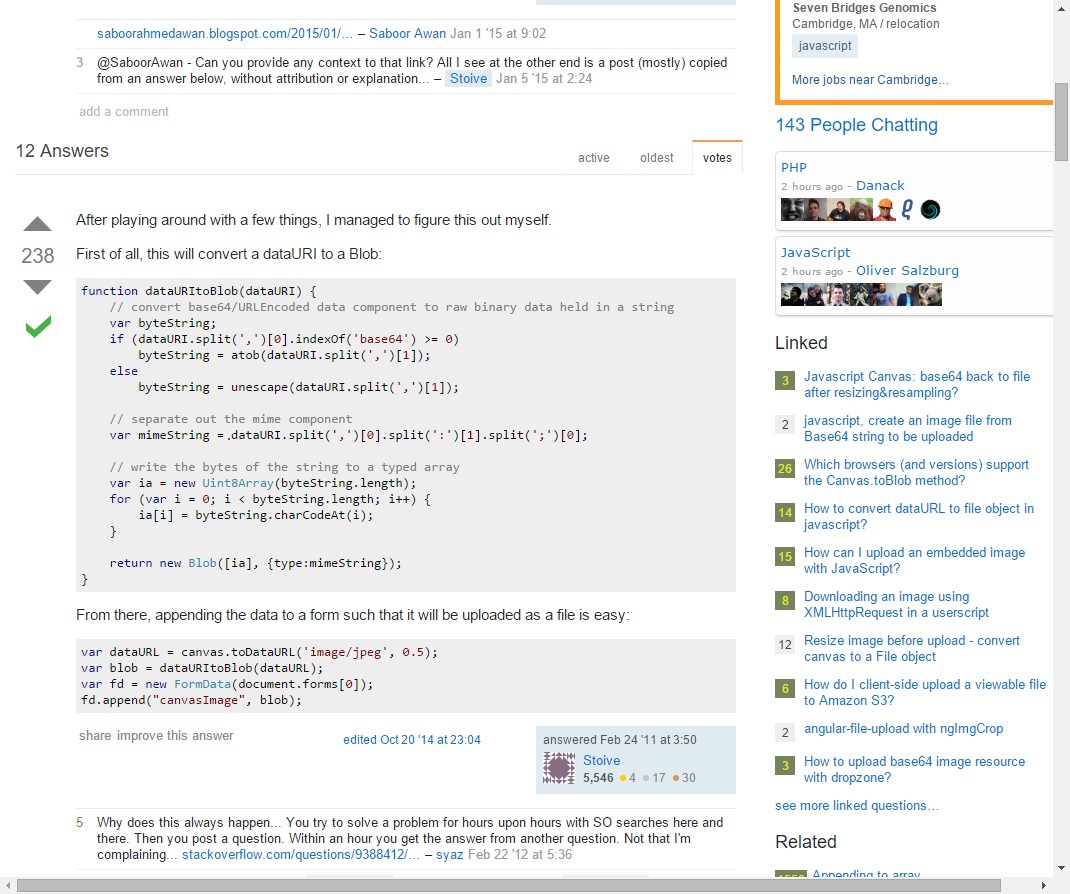 saboorahmedawan.blogspot.com/2015/01/… – Saboor Awan Jan 1 '15 at 9:02
3 @SaboorAwan - Can you provide any context to that link? All I see at the other end is a post (mostly) copied
from an answer below, without attribution or explanation... – Stoive Jan 5 '15 at 2:24
add a comment
12 Answers
active oldest votes
238
After playing around with a few things, I managed to figure this out myself.
First of all, this will convert a dataURI to a Blob:
function dataURItoBlob(dataURI) {
// convert base64/URLEncoded data component to raw binary data held in a string
var byteString;
if (dataURI.split(',')[0].indexOf('base64') >= 0)
byteString = atob(dataURI.split(',')[1]);
else
byteString = unescape(dataURI.split(',')[1]);
// separate out the mime component
var mimeString = dataURI.split(',')[0].split(':')[1].split(';')[0];
// write the bytes of the string to a typed array
var ia = new Uint8Array(byteString.length);
for (var i = 0; i < byteString.length; i++) {
ia[i] = byteString.charCodeAt(i);
}
return new Blob([ia], {type:mimeString});
}
From there, appending the data to a form such that it will be uploaded as a file is easy:
var dataURL = canvas.toDataURL('image/jpeg', 0.5);
var blob = dataURItoBlob(dataURL);
var fd = new FormData(document.forms[0]);
fd.append("canvasImage", blob);
share improve this answer
edited Oct 20 '14 at 23:04
answered Feb 24 '11 at 3:50
Stoive
5,546 4 17 30
5 Why does this always happen... You try to solve a problem for hours upon hours with SO searches here and
there. Then you post a question. Within an hour you get the answer from another question. Not that I'm
complaining... stackoverflow.com/questions/9388412/… – syaz Feb 22 '12 at 5:36
Seven Bridges Genomics
Cambridge, MA / relocation
javascript
More jobs near Cambridge…
143 People Chatting
PHP
2 hours ago - Danack
JavaScript
2 hours ago - Oliver Salzburg
Linked
3 Javascript Canvas: base64 back to file
after resizing&resampling?
2 javascript, create an image file from
Base64 string to be uploaded
26 Which browsers (and versions) support
the Canvas.toBlob method?
14 How to convert dataURL to file object in
javascript?
15 How can I upload an embedded image
with JavaScript?
8 Downloading an image using
XMLHttpRequest in a userscript
12 Resize image before upload - convert
canvas to a File object
6 How do I client-side upload a viewable file
to Amazon S3?
2 angular-file-upload with ngImgCrop
3 How to upload base64 image resource
with dropzone?
see more linked questions…
Related
Appending to array